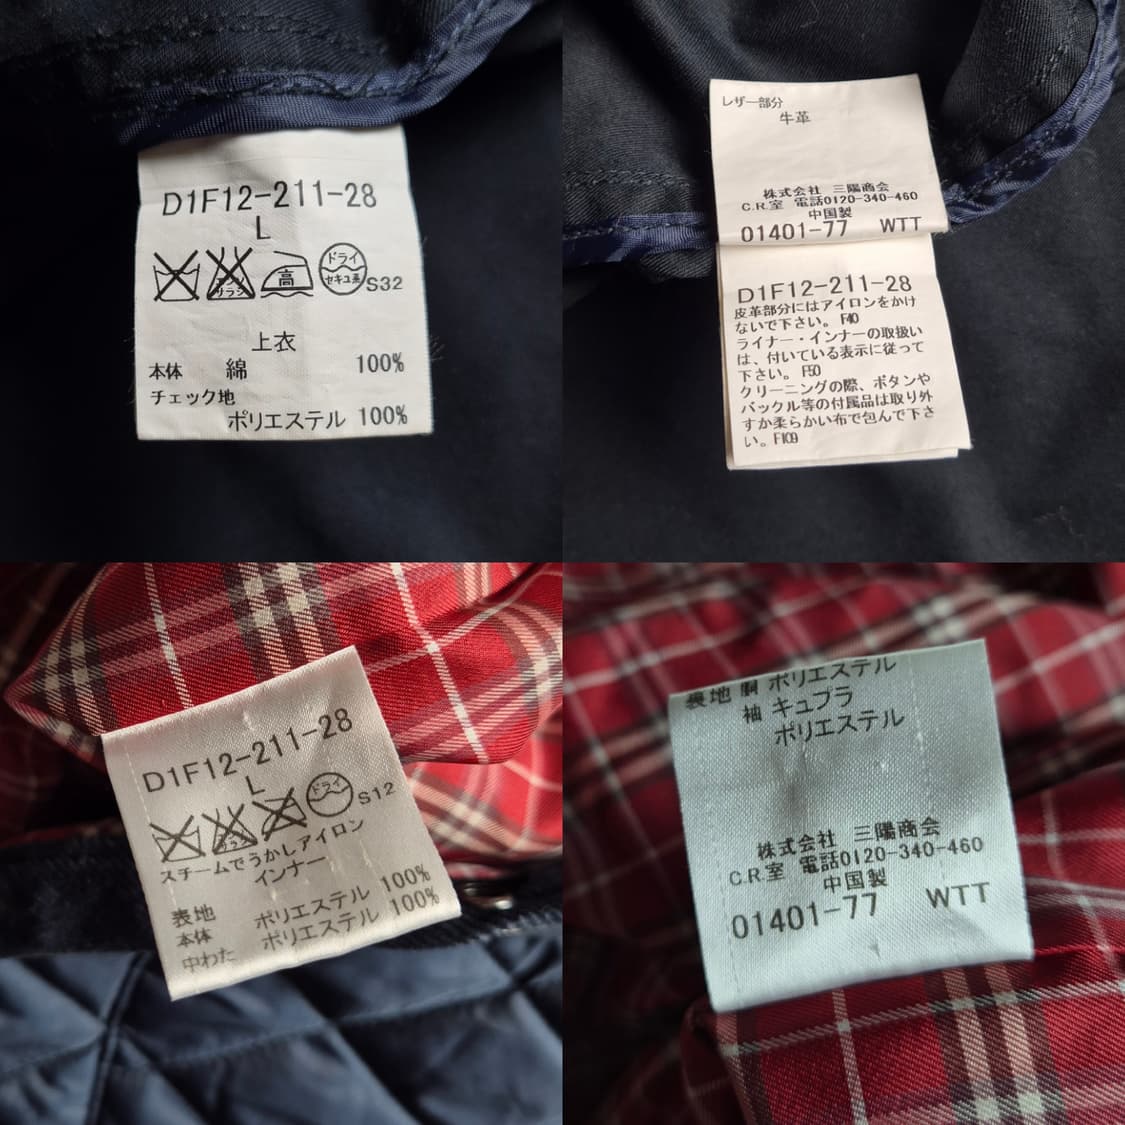 D1F12-211-28
L
高
ドライ
セキユ系
S32
上衣
本体 綿 100%
チェック地
ポリエステル 100%
レザー部分
牛革
株式会社 三陽商会
C.R.室 電話0120-340-460
中国製
01401-77 WTT
D1F12-211-28
皮革部分にはアイロンをかけ
ないで下さい。 F40
ライナー・インナーの取扱い
は、付いている表示に従って
下さい。 F50
クリーニングの際、ボタンや
バックル等の付属品は取り外
すか柔らかい布で包んで下さ
い。F109
D1F12-211-28
L
ドライ
S12
スチームでうかしアイロン
インナー
表地 ポリエステル 100%
本体 ポリエステル 100%
中わた
表地 胴 ポリエステル
袖 キュプラ
ポリエステル
株式会社 三陽商会
C.R.室 電話0120-340-460
中国製
01401-77 WTT